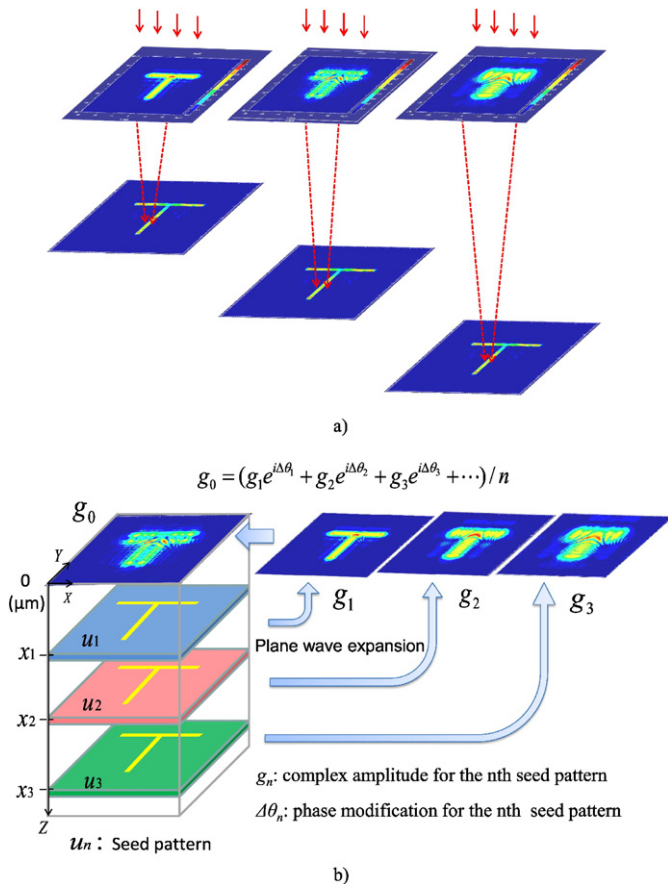 a)
g₀ = (g₁e^{iΔθ₁} + g₂e^{iΔθ₂} + g₃e^{iΔθ₃} + ⋯)/n
g₀
Y
X
0
(μm)
x₁
x₂
x₃
Z
u₁
u₂
u₃
g₁
g₂
g₃
Plane wave expansion
gₙ: complex amplitude for the nth seed pattern
Δθₙ: phase modification for the nth seed pattern
uₙ : Seed pattern
b)